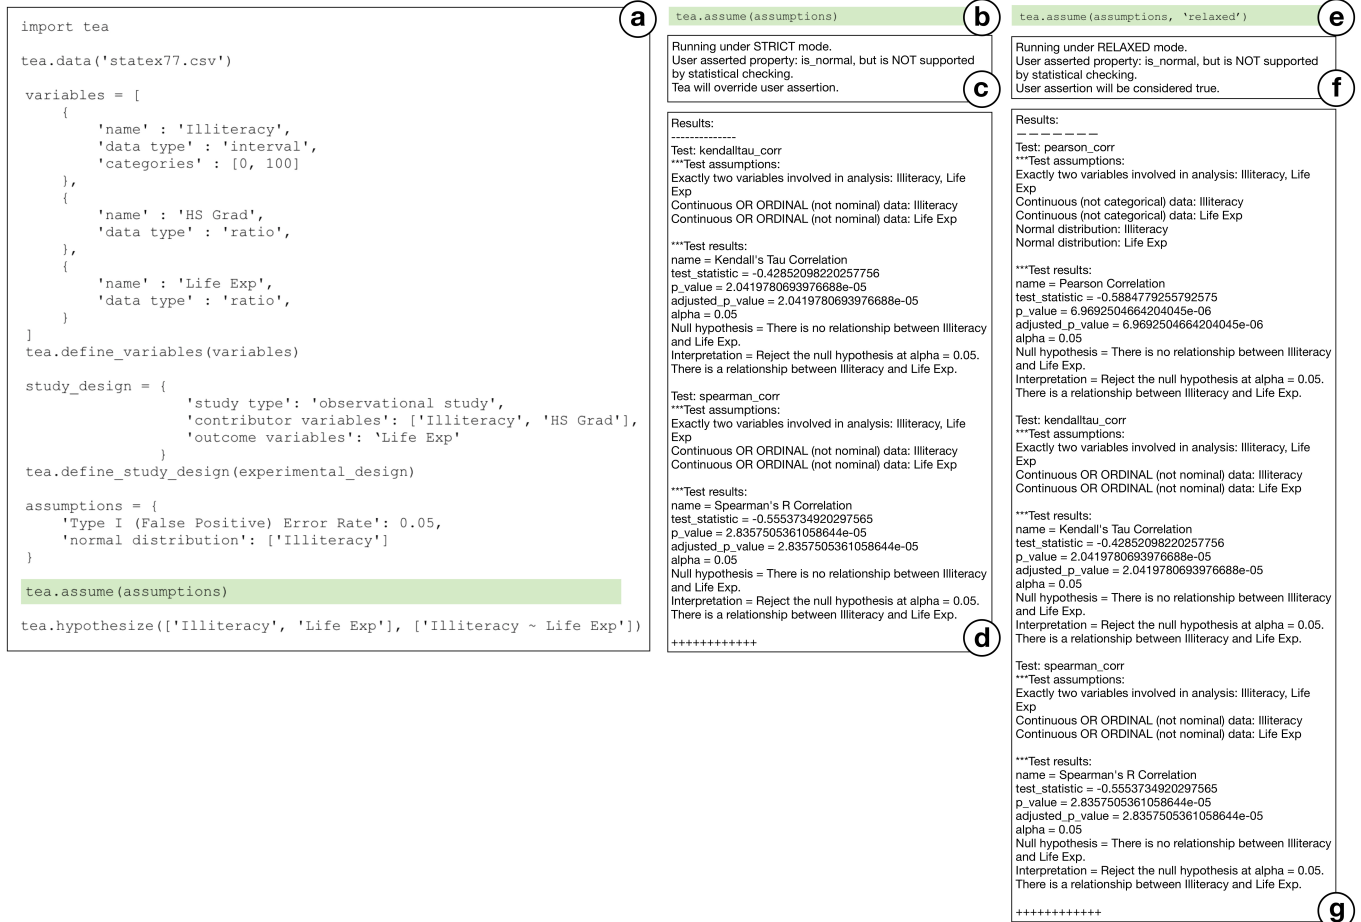 a
import tea
tea.data('statex77.csv')
variables = [
{
'name' : 'Illiteracy',
'data type' : 'interval',
'categories' : [0, 100]
},
{
'name' : 'HS Grad',
'data type' : 'ratio',
},
{
'name' : 'Life Exp',
'data type' : 'ratio',
}
]
tea.define_variables(variables)
study_design = {
'study type': 'observational study',
'contributor variables': ['Illiteracy', 'HS Grad'],
'outcome variables': ‘Life Exp'
}
tea.define_study_design(experimental_design)
assumptions = {
'Type I (False Positive) Error Rate': 0.05,
'normal distribution': ['Illiteracy']
}
tea.assume(assumptions)
tea.hypothesize(['Illiteracy', 'Life Exp'], ['Illiteracy ~ Life Exp'])
tea.assume(assumptions)
b
Running under STRICT mode.
User asserted property: is_normal, but is NOT supported
by statistical checking.
Tea will override user assertion.
c
Results:
--------------
Test: kendalltau_corr
***Test assumptions:
Exactly two variables involved in analysis: Illiteracy, Life
Exp
Continuous OR ORDINAL (not nominal) data: Illiteracy
Continuous OR ORDINAL (not nominal) data: Life Exp
***Test results:
name = Kendall's Tau Correlation
test_statistic = -0.42852098220257756
p_value = 2.0419780693976688e-05
adjusted_p_value = 2.0419780693976688e-05
alpha = 0.05
Null hypothesis = There is no relationship between Illiteracy
and Life Exp.
Interpretation = Reject the null hypothesis at alpha = 0.05.
There is a relationship between Illiteracy and Life Exp.
Test: spearman_corr
***Test assumptions:
Exactly two variables involved in analysis: Illiteracy, Life
Exp
Continuous OR ORDINAL (not nominal) data: Illiteracy
Continuous OR ORDINAL (not nominal) data: Life Exp
***Test results:
name = Spearman's R Correlation
test_statistic = -0.5553734920297565
p_value = 2.8357505361058644e-05
adjusted_p_value = 2.8357505361058644e-05
alpha = 0.05
Null hypothesis = There is no relationship between Illiteracy
and Life Exp.
Interpretation = Reject the null hypothesis at alpha = 0.05.
There is a relationship between Illiteracy and Life Exp.
++++++++++++
d
tea.assume(assumptions, ‘relaxed’)
e
Running under RELAXED mode.
User asserted property: is_normal, but is NOT supported
by statistical checking.
User assertion will be considered true.
f
Results:
———————
Test: pearson_corr
***Test assumptions:
Exactly two variables involved in analysis: Illiteracy, Life
Exp
Continuous (not categorical) data: Illiteracy
Continuous (not categorical) data: Life Exp
Normal distribution: Illiteracy
Normal distribution: Life Exp
***Test results:
name = Pearson Correlation
test_statistic = -0.5884779255792575
p_value = 6.9692504664204045e-06
adjusted_p_value = 6.9692504664204045e-06
alpha = 0.05
Null hypothesis = There is no relationship between Illiteracy
and Life Exp.
Interpretation = Reject the null hypothesis at alpha = 0.05.
There is a relationship between Illiteracy and Life Exp.
Test: kendalltau_corr
***Test assumptions:
Exactly two variables involved in analysis: Illiteracy, Life
Exp
Continuous OR ORDINAL (not nominal) data: Illiteracy
Continuous OR ORDINAL (not nominal) data: Life Exp
***Test results:
name = Kendall's Tau Correlation
test_statistic = -0.42852098220257756
p_value = 2.0419780693976688e-05
adjusted_p_value = 2.0419780693976688e-05
alpha = 0.05
Null hypothesis = There is no relationship between Illiteracy
and Life Exp.
Interpretation = Reject the null hypothesis at alpha = 0.05.
There is a relationship between Illiteracy and Life Exp.
Test: spearman_corr
***Test assumptions:
Exactly two variables involved in analysis: Illiteracy, Life
Exp
Continuous OR ORDINAL (not nominal) data: Illiteracy
Continuous OR ORDINAL (not nominal) data: Life Exp
***Test results:
name = Spearman's R Correlation
test_statistic = -0.5553734920297565
p_value = 2.8357505361058644e-05
adjusted_p_value = 2.8357505361058644e-05
alpha = 0.05
Null hypothesis = There is no relationship between Illiteracy
and Life Exp.
Interpretation = Reject the null hypothesis at alpha = 0.05.
There is a relationship between Illiteracy and Life Exp.
++++++++++++
g